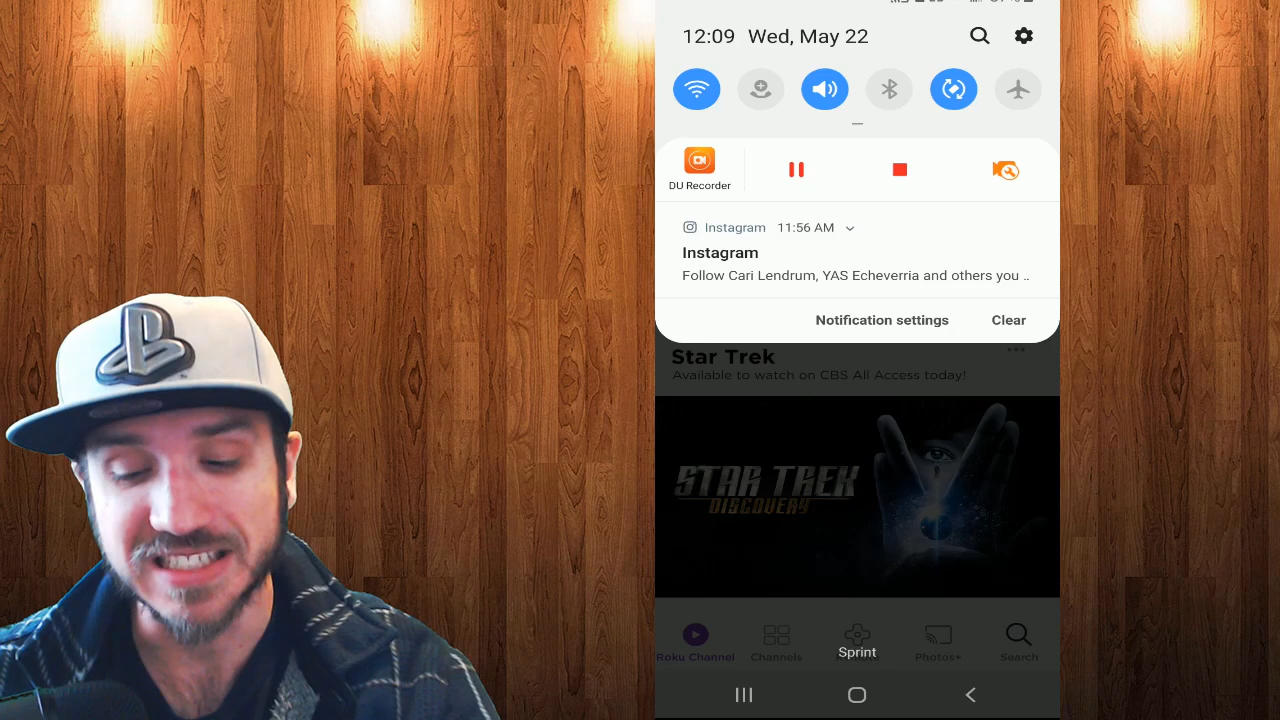 12:09 Wed, May 22
DU Recorder
Instagram 11:56 AM
Instagram
Follow Cari Lendrum, YAS Echeverria and others you ..
Notification settings Clear
Star Trek
Available to watch on CBS All Access today!
STAR TREK
DISCOVERY
Roku Channel Channels Photos+ Search
Sprint